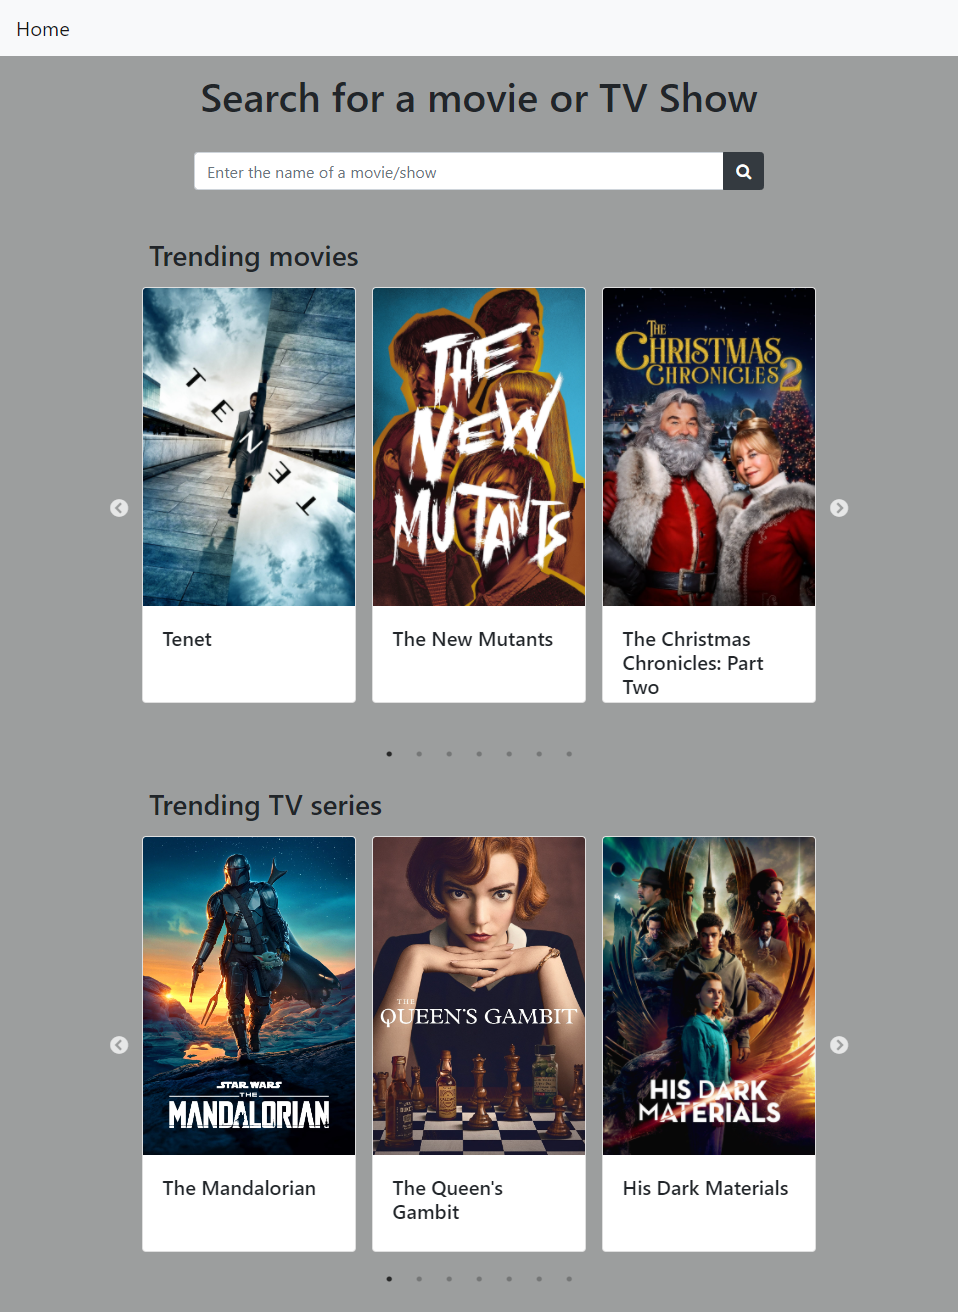 Home
Search for a movie or TV Show
Enter the name of a movie/show
Trending movies
TENET
THE
NEW
MUTANTS
THE
CHRISTMAS
CHRONICLES 2
Tenet
The New Mutants
The Christmas
Chronicles: Part
Two
Trending TV series
STAR WARS
THE
MANDALORIAN
THE
QUEEN'S GAMBIT
HIS DARK
MATERIALS
The Mandalorian
The Queen's
Gambit
His Dark Materials